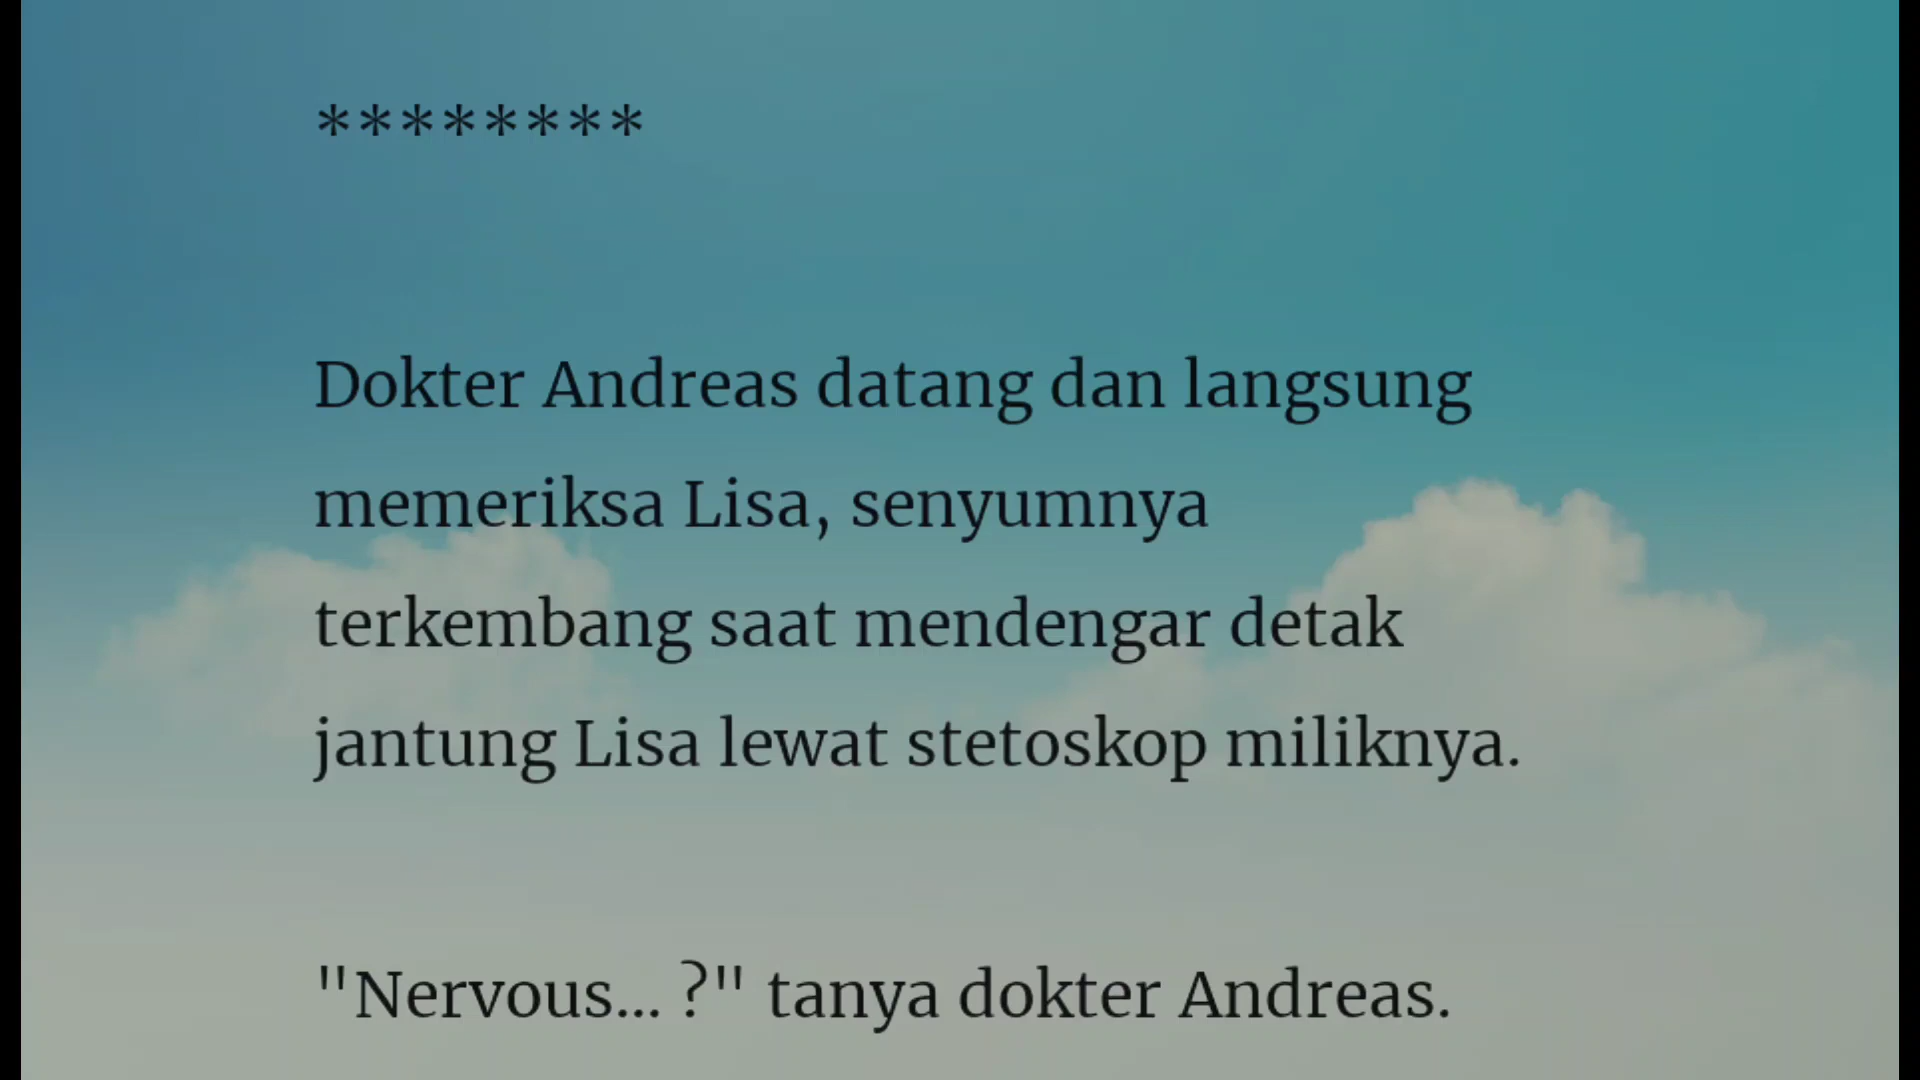 ********
Dokter Andreas datang dan langsung
memeriksa Lisa, senyumnya
terkembang saat mendengar detak
jantung Lisa lewat stetoskop miliknya.
"Nervous... ?" tanya dokter Andreas.